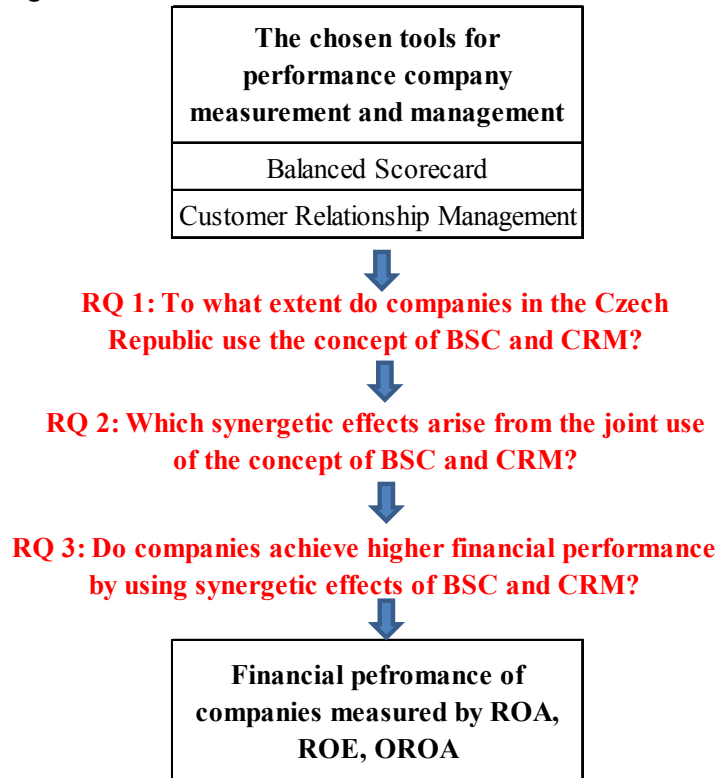 The chosen tools for
performance company
measurement and management
Balanced Scorecard
Customer Relationship Management
RQ 1: To what extent do companies in the Czech
Republic use the concept of BSC and CRM?
RQ 2: Which synergetic effects arise from the joint use
of the concept of BSC and CRM?
RQ 3: Do companies achieve higher financial performance
by using synergetic effects of BSC and CRM?
Financial pefromance of
companies measured by ROA,
ROE, OROA